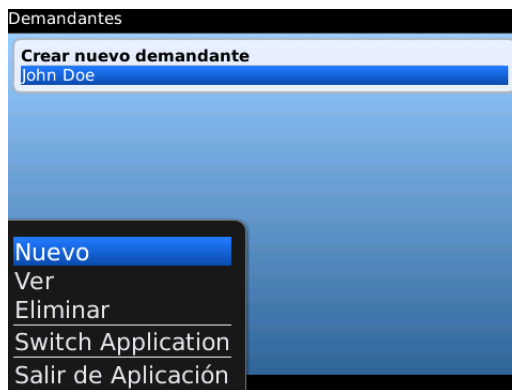 Demandantes
Crear nuevo demandante
John Doe
Nuevo
Ver
Eliminar
Switch Application
Salir de Aplicación